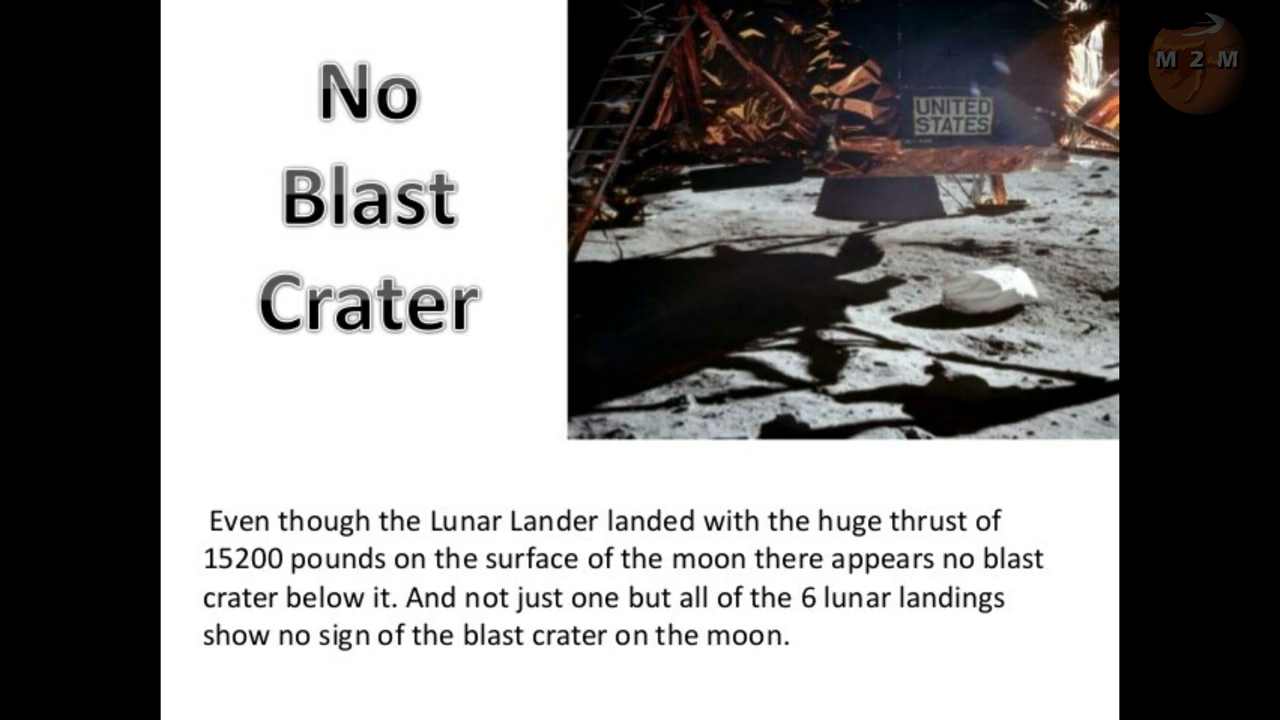 No
Blast
Crater
UNITED
STATES
M 2 M
Even though the Lunar Lander landed with the huge thrust of
15200 pounds on the surface of the moon there appears no blast
crater below it. And not just one but all of the 6 lunar landings
show no sign of the blast crater on the moon.